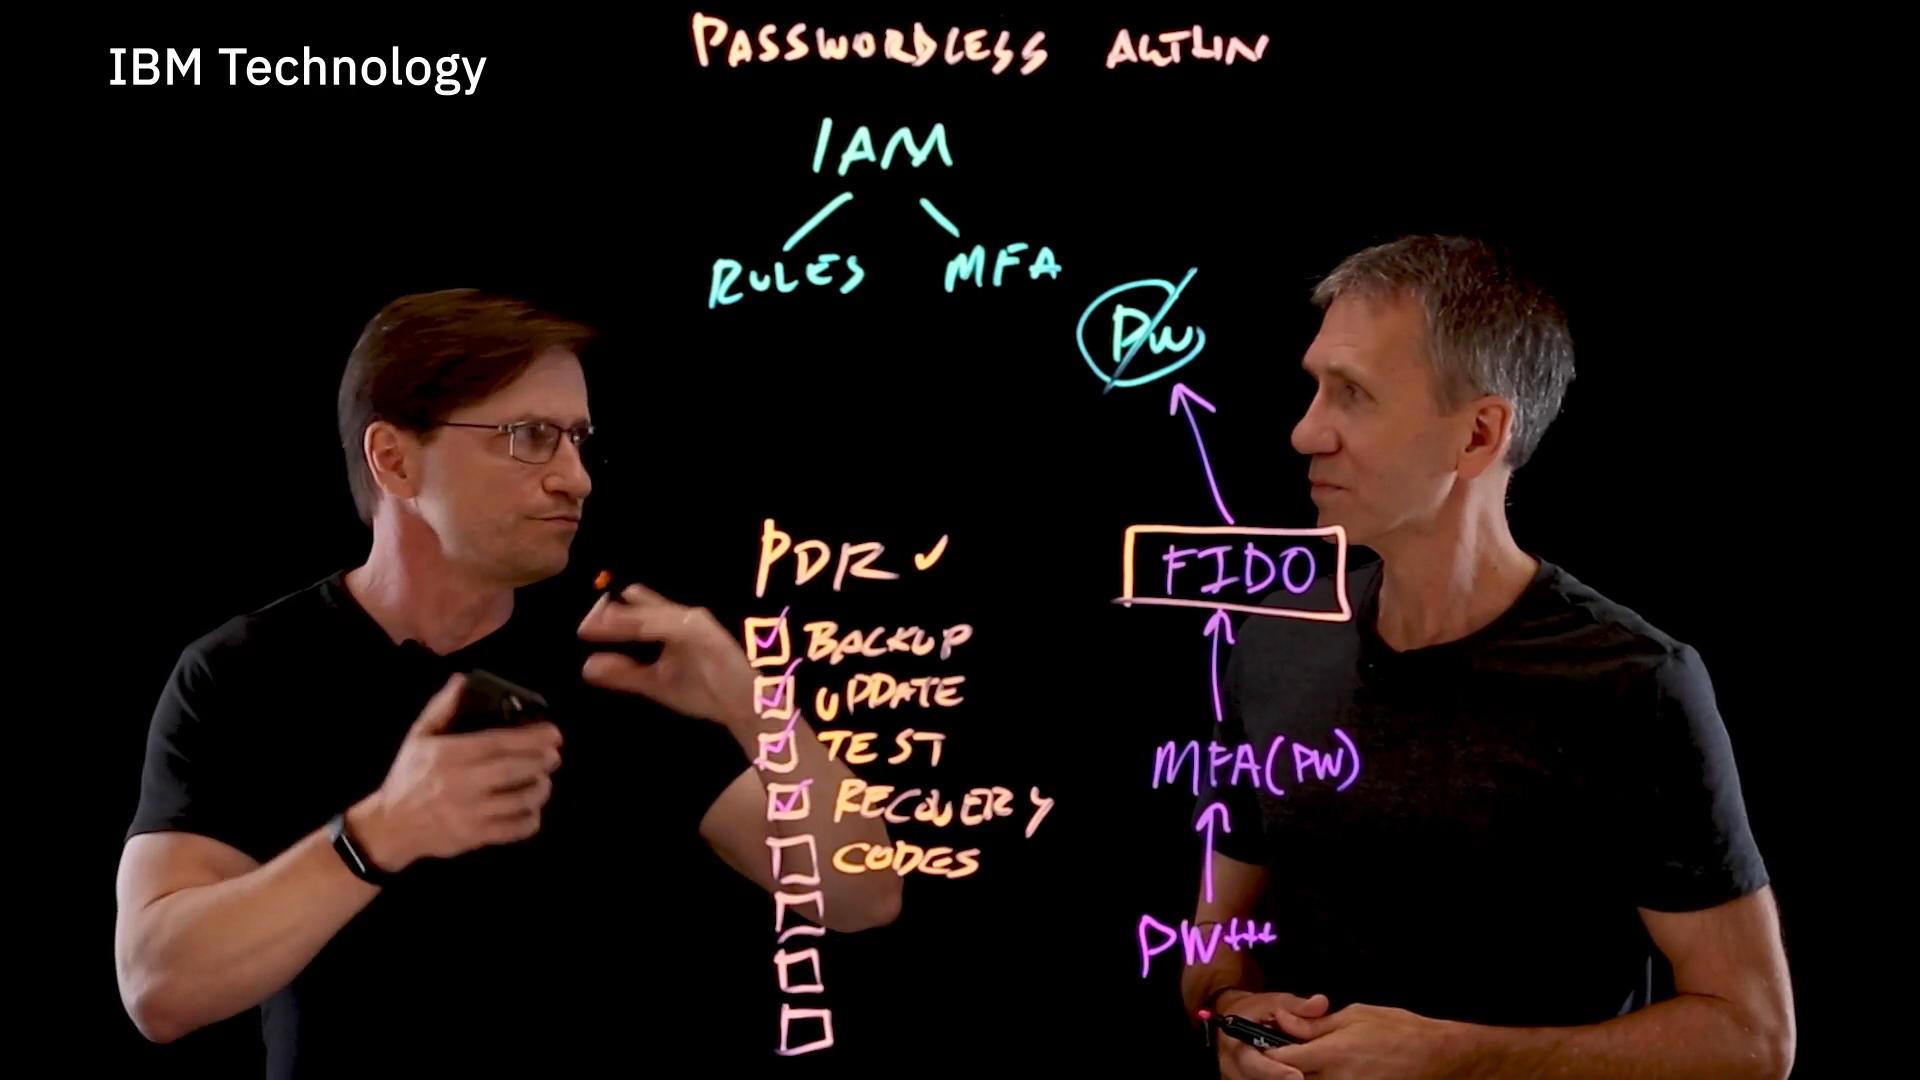 IBM Technology
PASSWORDLESS AUTHN
IAM
RULES MFA
PW
PDR ✓
BACKUP
UPDATE
TEST
RECOVERY
CODES
FIDO
MFA(PW)
PW+++